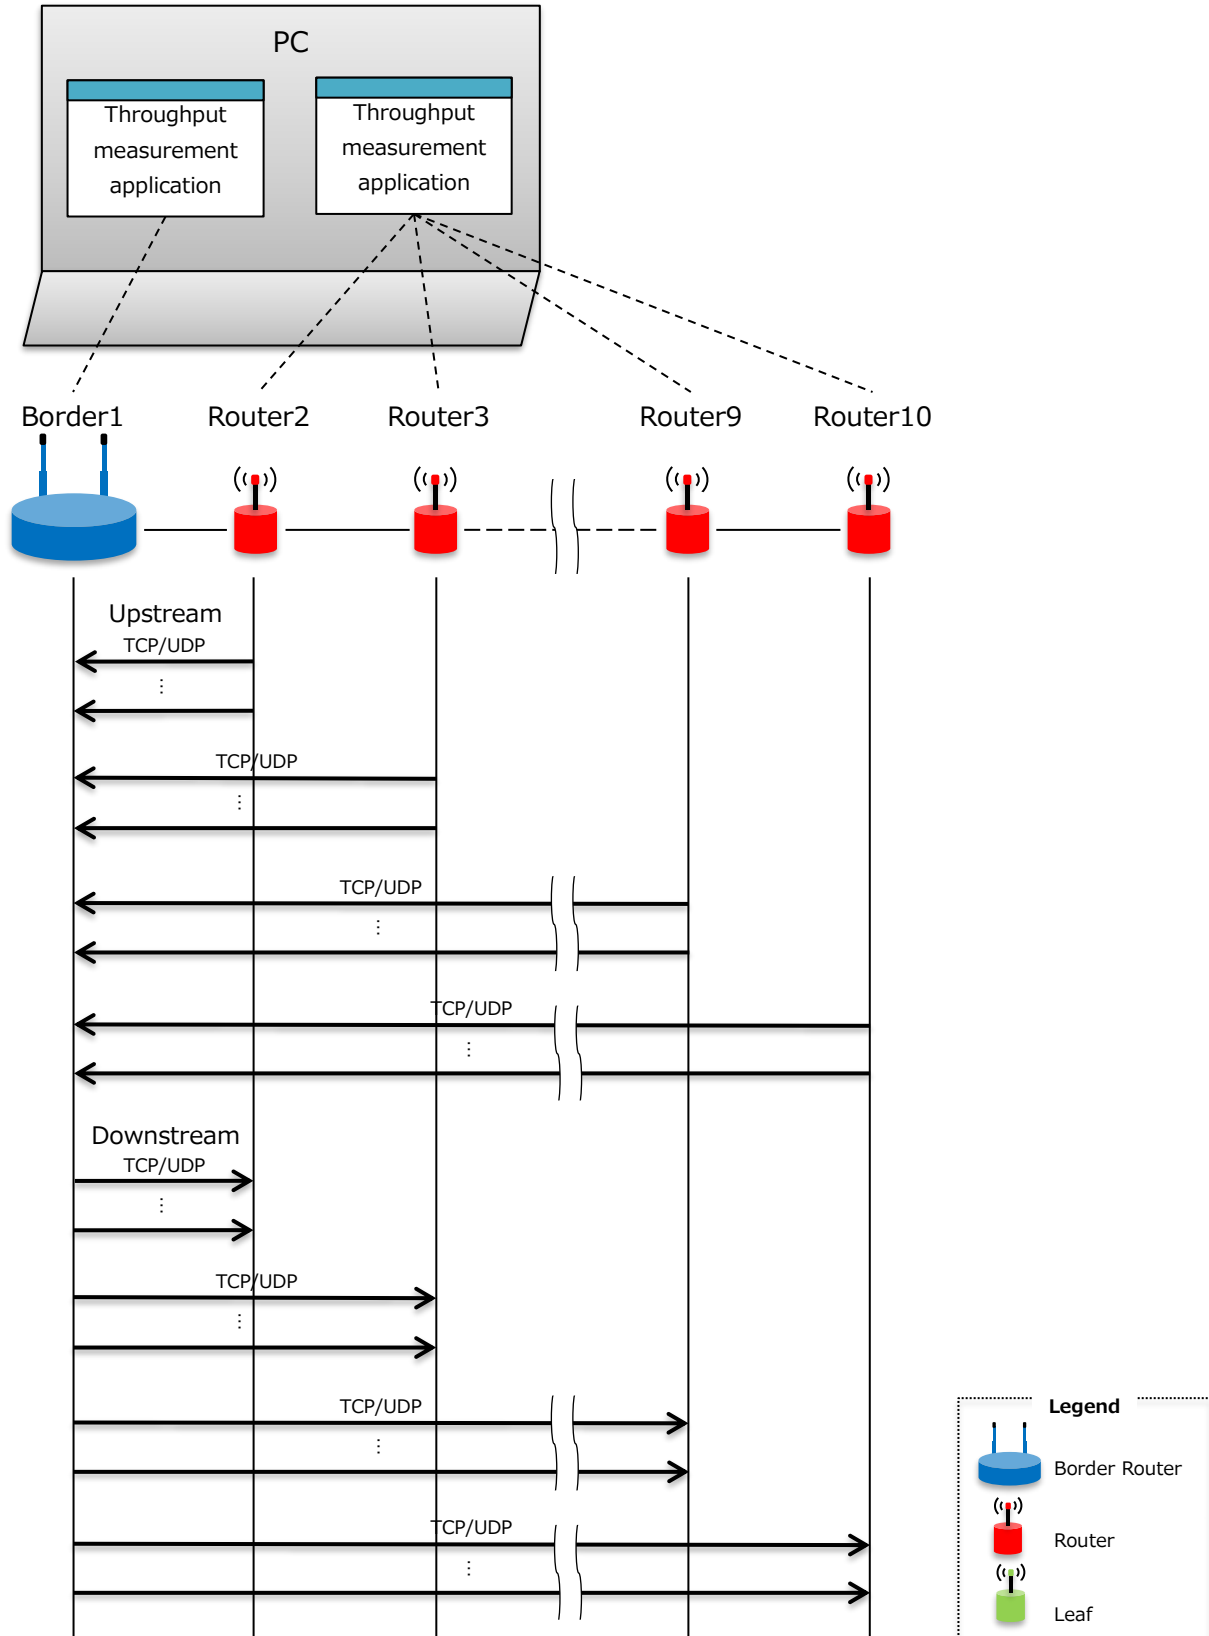 PC
Throughput
measurement
application
Throughput
measurement
application
Border1
Router2
Router3
Router9
Router10
Upstream
TCP/UDP
⋮
TCP/UDP
⋮
TCP/UDP
⋮
TCP/UDP
⋮
Downstream
TCP/UDP
⋮
TCP/UDP
⋮
TCP/UDP
⋮
TCP/UDP
⋮
Legend
Border Router
Router
Leaf